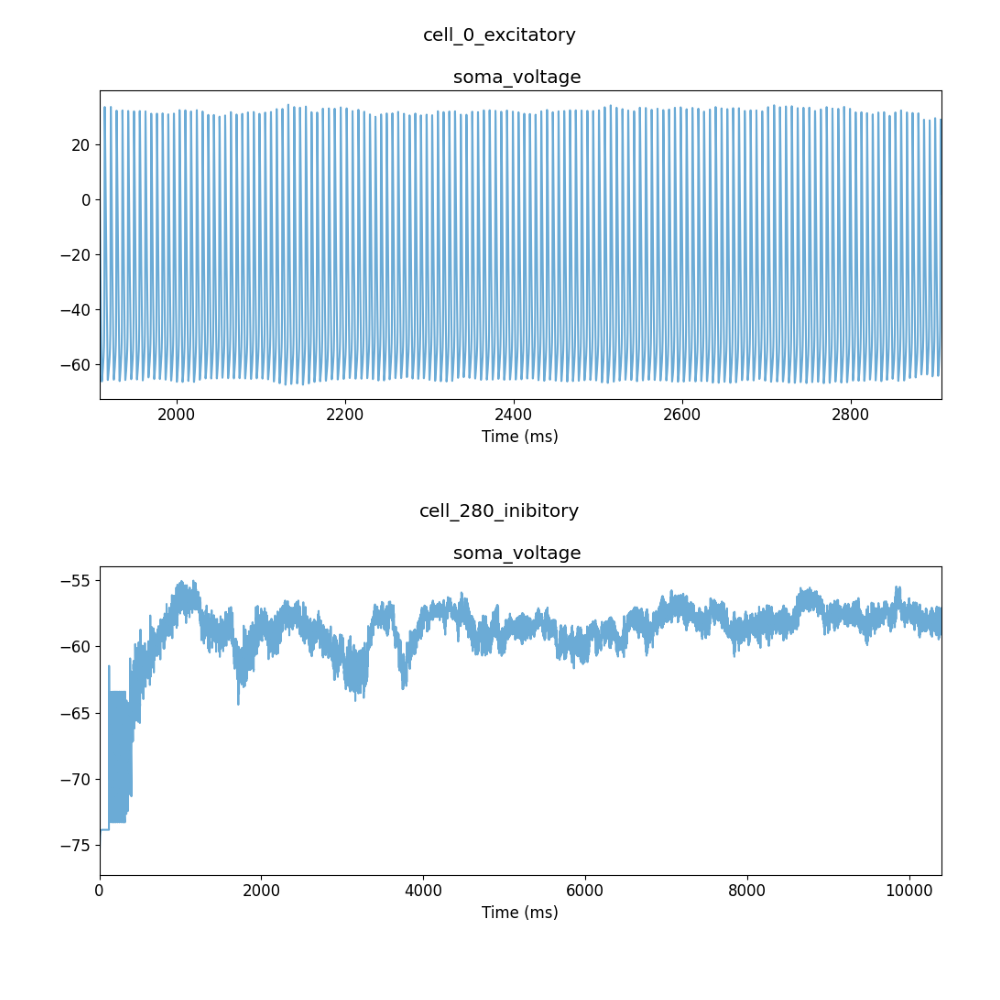 cell_0_excitatory
soma_voltage
20
0
−20
−40
−60
2000 2200 2400 2600 2800
Time (ms)
cell_280_inibitory
soma_voltage
−55
−60
−65
−70
−75
0 2000 4000 6000 8000 10000
Time (ms)